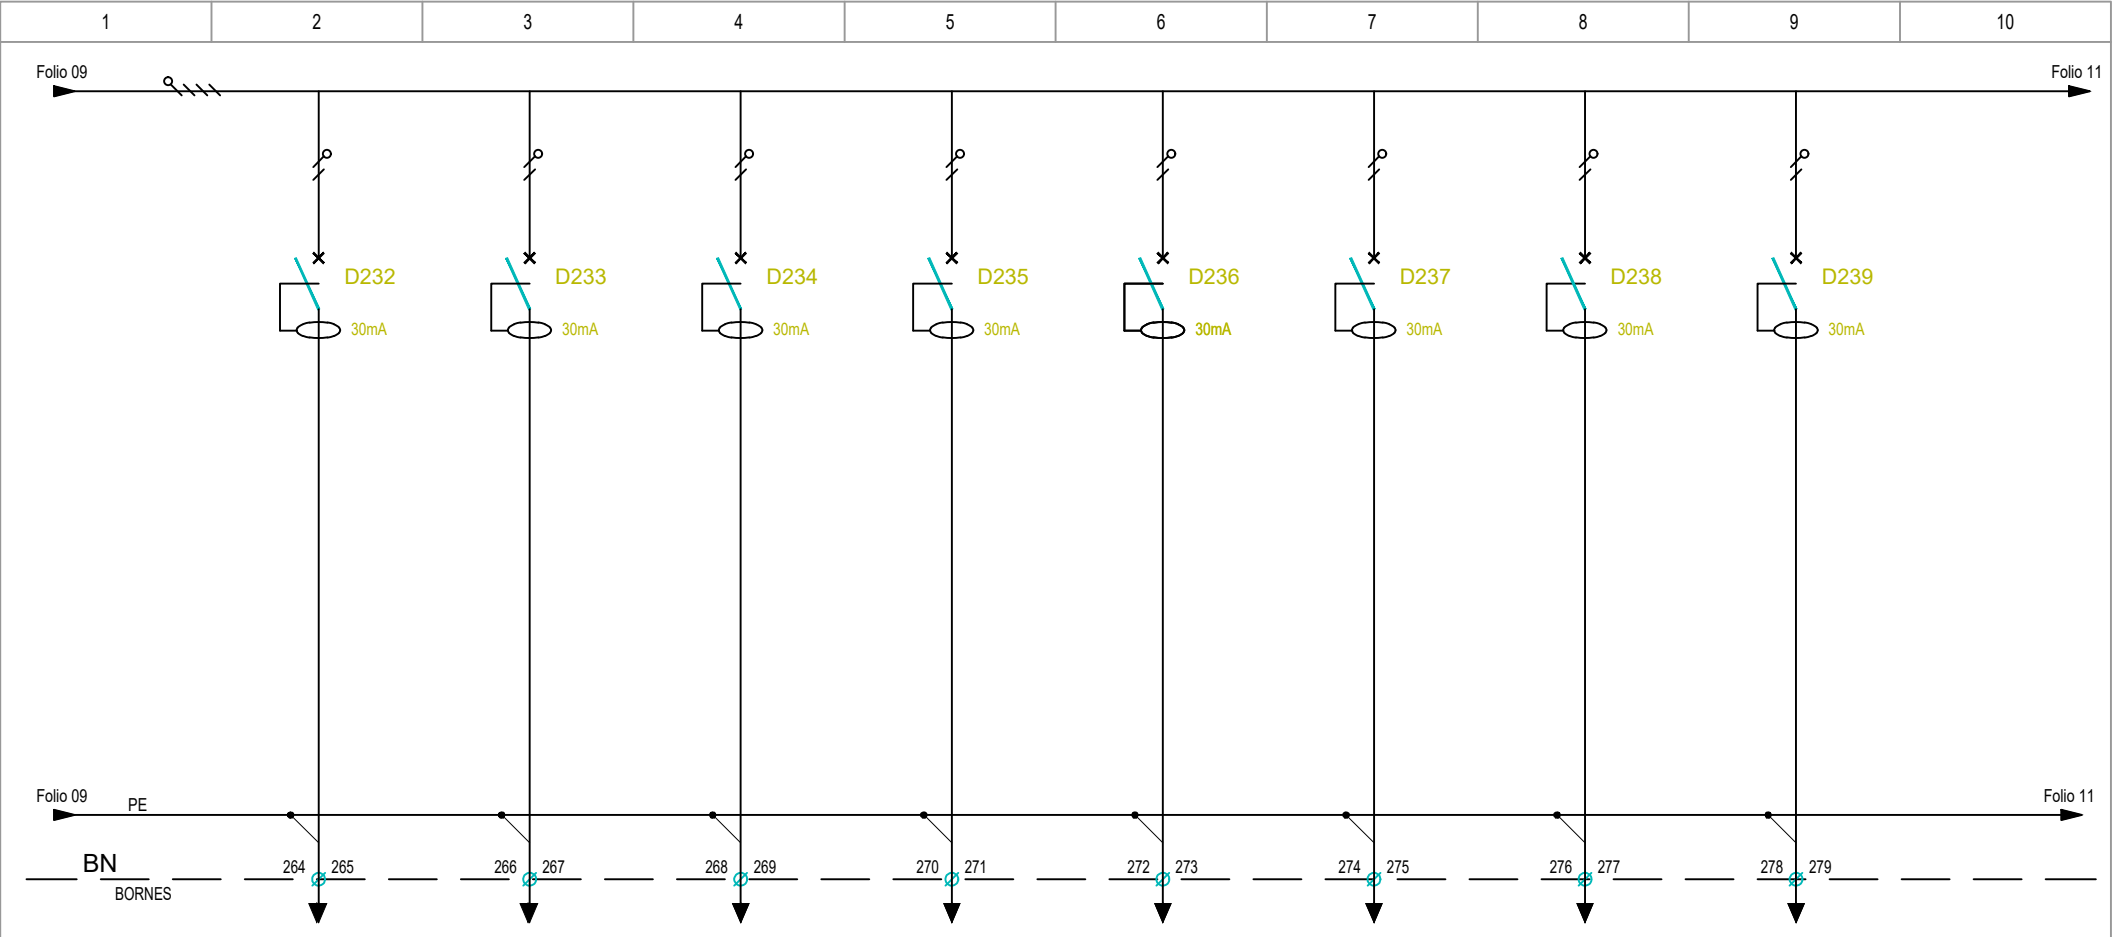 1 2 3 4 5 6 7 8 9 10
Folio 09 Folio 11
D232 D233 D234 D235 D236 D237 D238 D239
30mA 30mA 30mA 30mA 30mA 30mA 30mA 30mA
Folio 09 PE Folio 11
BN 264 265 266 267 268 269 270 271 272 273 274 275 276 277 278 279
BORNES